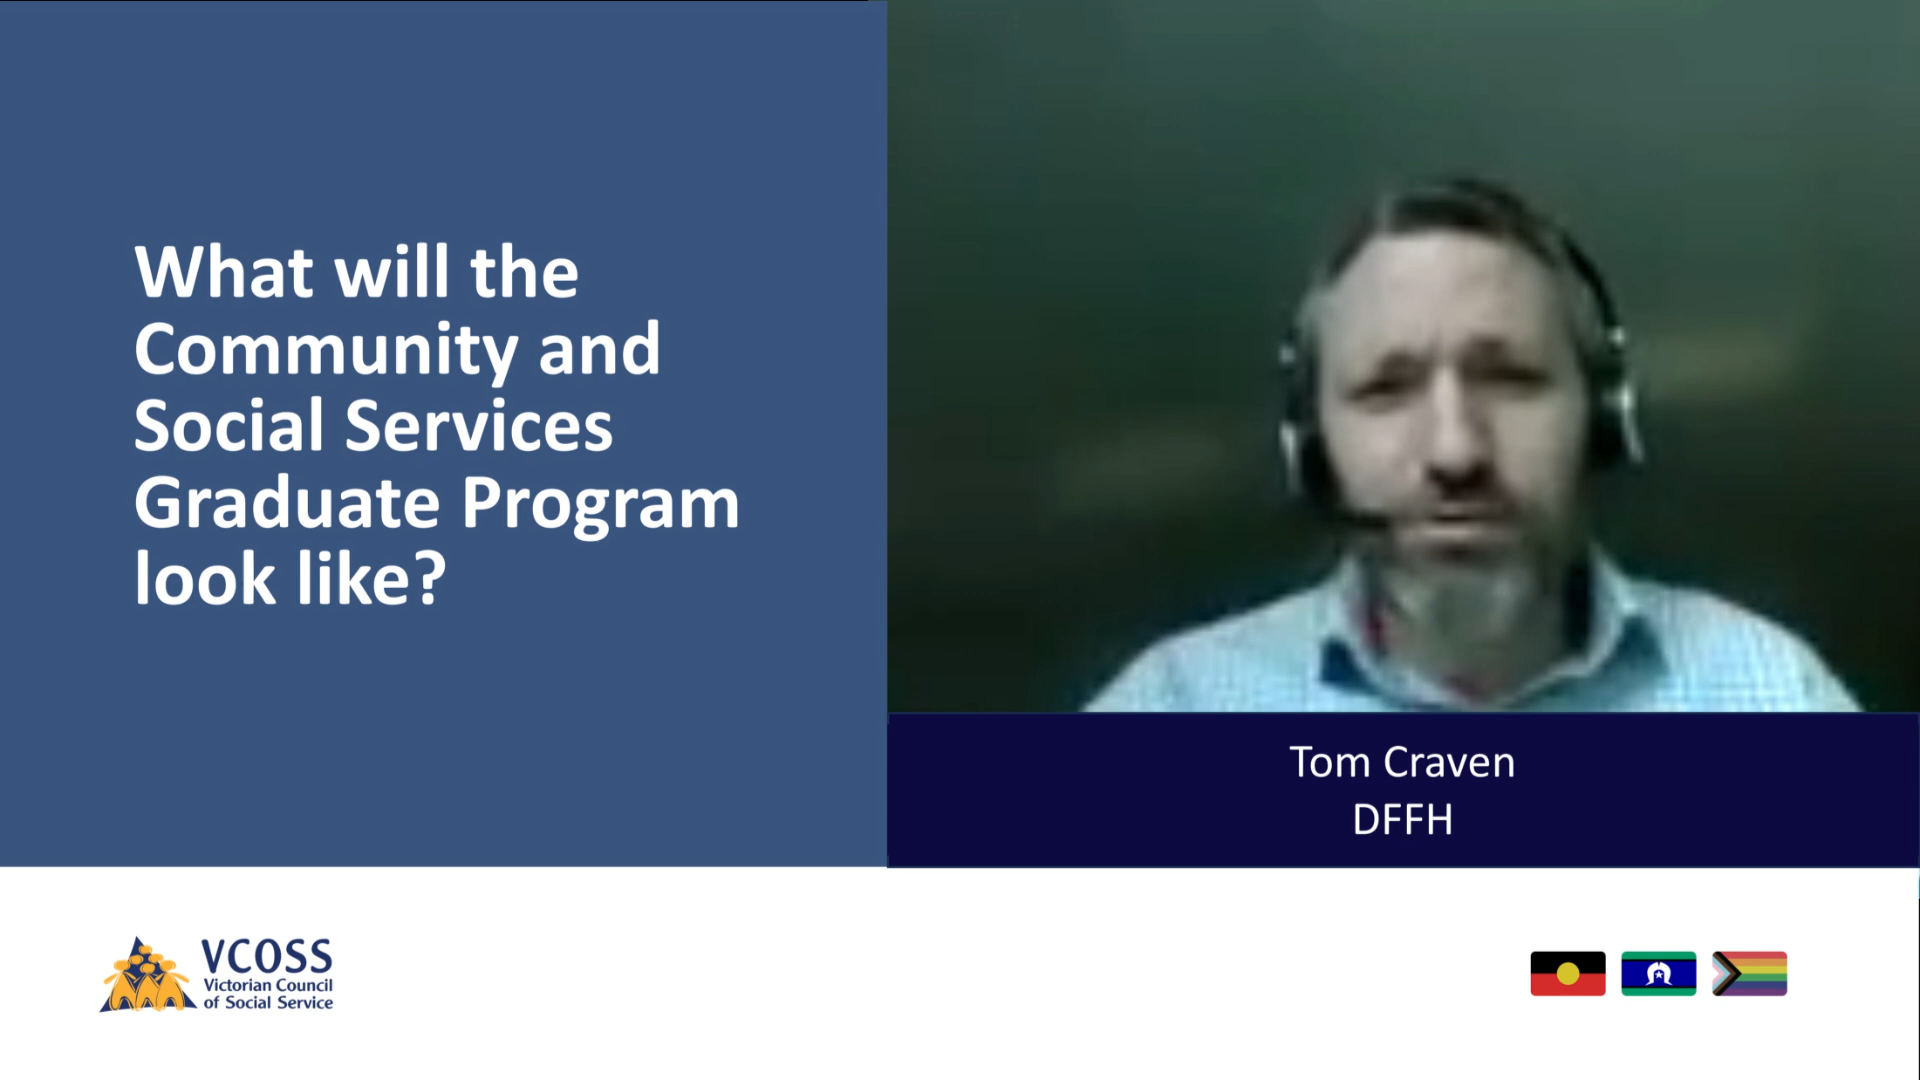 What will the
Community and
Social Services
Graduate Program
look like?
Tom Craven
DFFH
VCOSS
Victorian Council
of Social Service